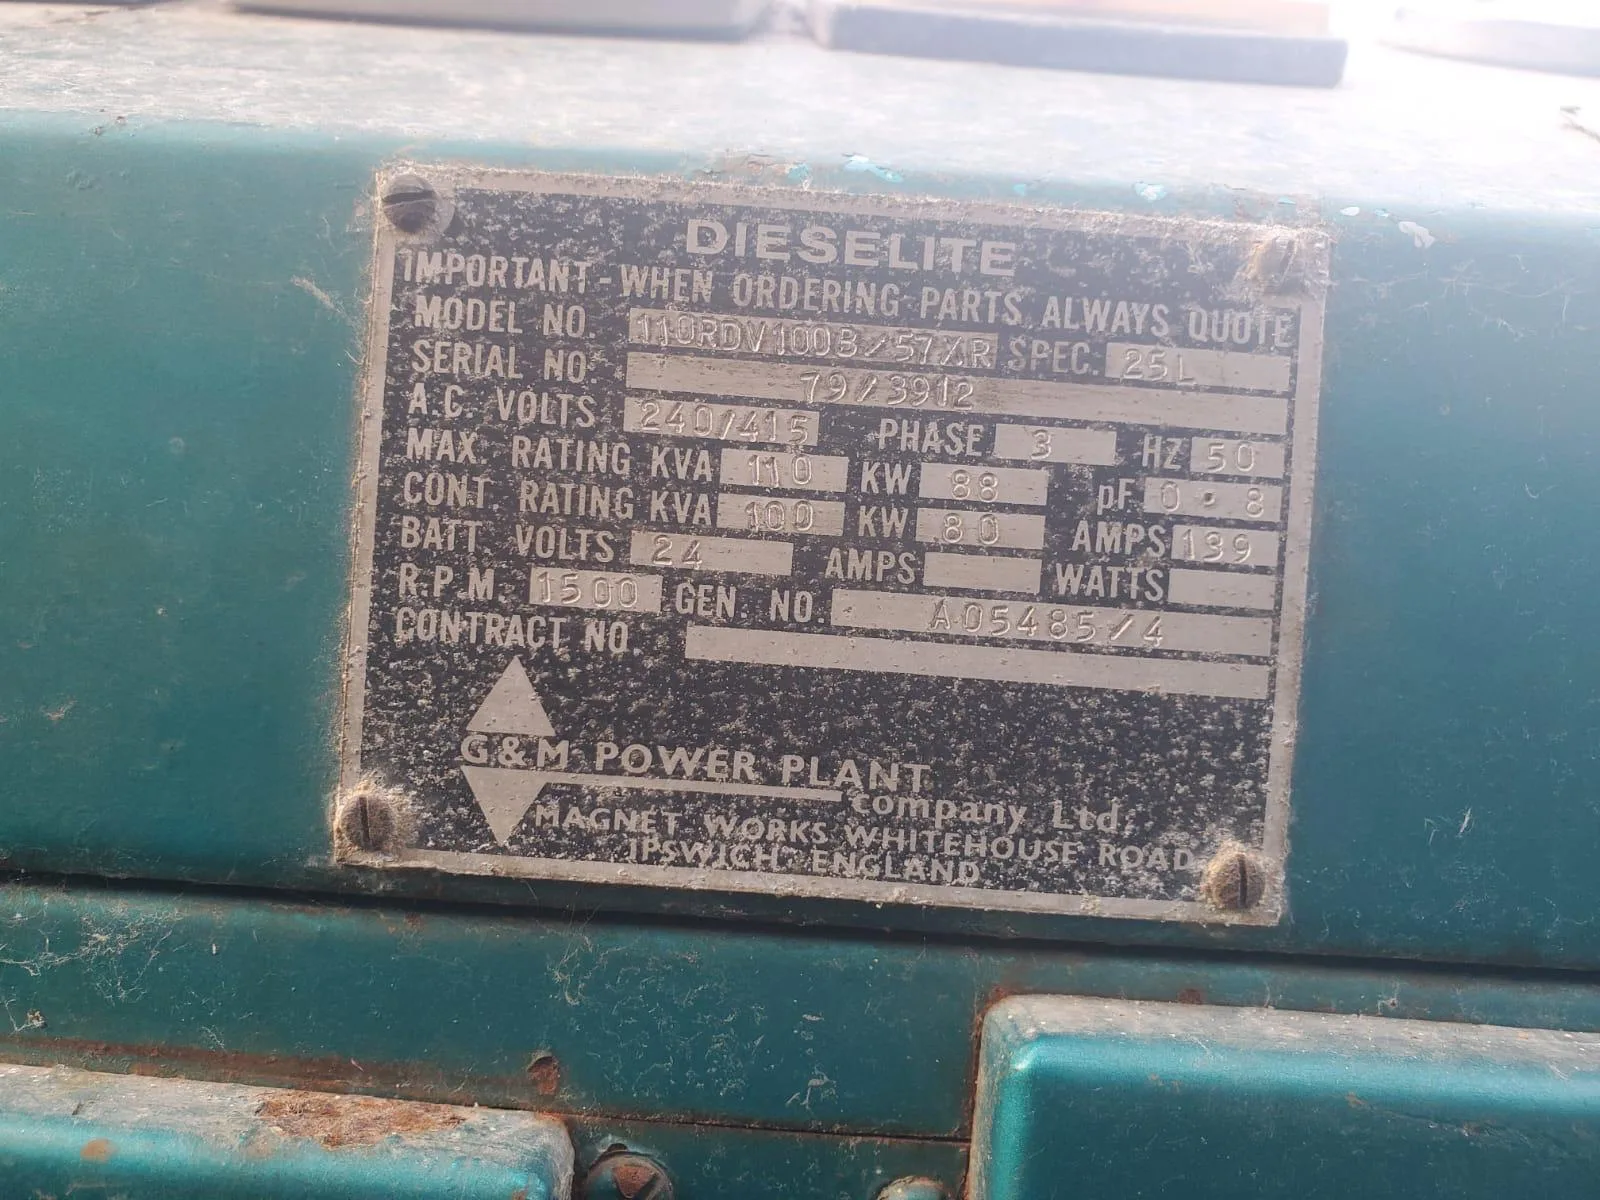 DIESELITE
IMPORTANT - WHEN ORDERING PARTS ALWAYS QUOTE
MODEL NO. 110RDV100B/57/R SPEC. 25L
SERIAL NO. 79/3912
A.C. VOLTS 240/415 PHASE 3 HZ 50
MAX. RATING KVA 110 KW 88 pF 0.8
CONT. RATING KVA 100 KW 80 AMPS 139
BATT. VOLTS 24 AMPS WATTS
R.P.M. 1500 GEN. NO. A05485/4
CONTRACT NO.
G&M POWER PLANT
company Ltd.
MAGNET WORKS WHITEHOUSE ROAD
IPSWICH, ENGLAND